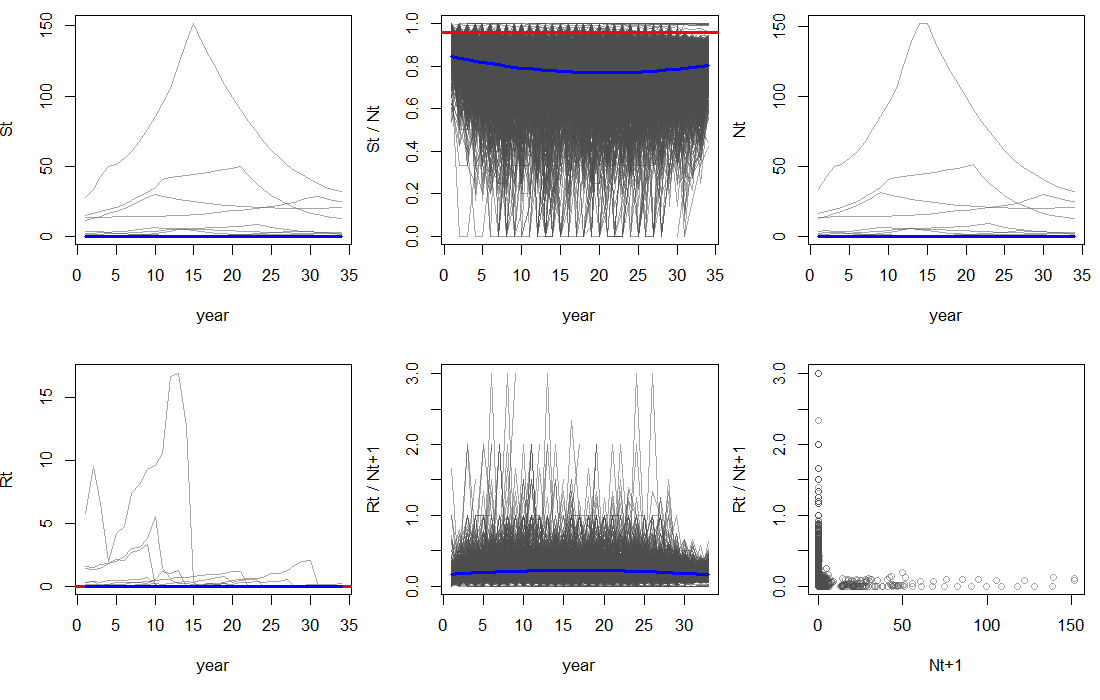 St
0 50 100 150
0 5 10 15 20 25 30 35
year
St / Nt
0.0 0.2 0.4 0.6 0.8 1.0
0 5 10 15 20 25 30 35
year
Nt
0 50 100 150
0 5 10 15 20 25 30 35
year
Rt
0 5 10 15
0 5 10 15 20 25 30 35
year
Rt / Nt+1
0.0 1.0 2.0 3.0
0 5 10 15 20 25 30
year
Rt / Nt+1
0.0 1.0 2.0 3.0
0 50 100 150
Nt+1